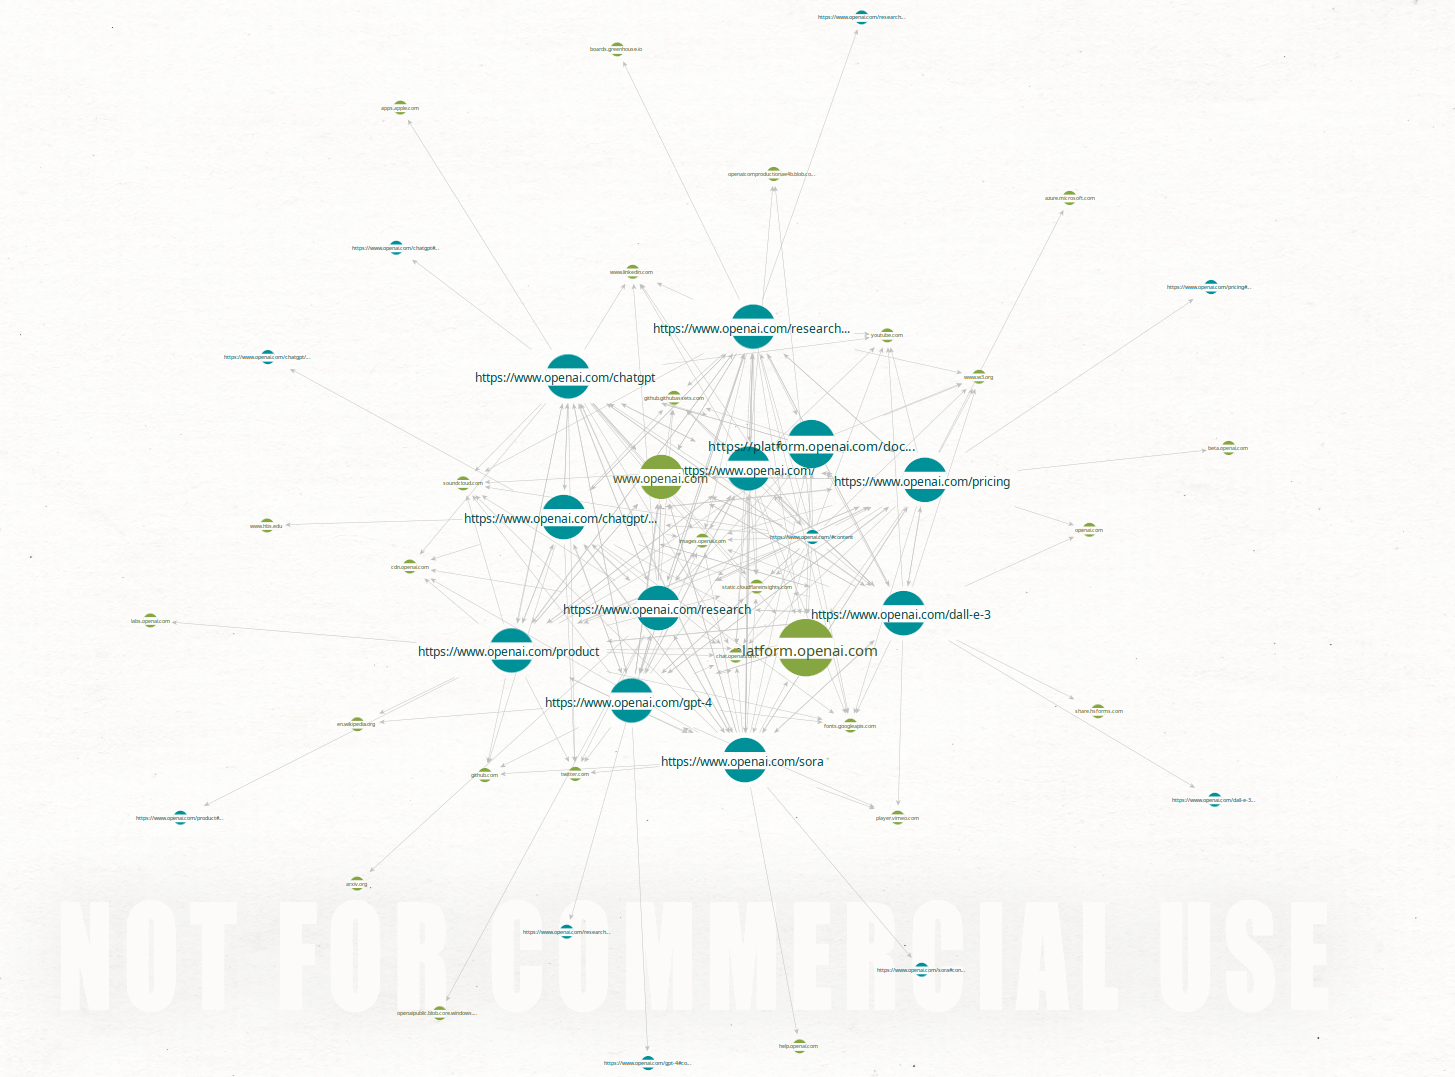 https://www.openai.com/research...
boards.greenhouse.io
apps.apple.com
openaicomproductionae4b.blob.co...
azure.microsoft.com
https://www.openai.com/chatgpt#...
www.linkedin.com
https://www.openai.com/pricing#...
https://www.openai.com/research...
youtube.com
https://www.openai.com/chatgpt/...
https://www.openai.com/chatgpt
www.w3.org
github.githubassets.com
https://platform.openai.com/doc...
beta.openai.com
ttps://www.openai.com/
www.openai.com
https://www.openai.com/pricing
soundcloud.com
https://www.openai.com/chatgpt/...
www.hbs.edu
openai.com
https://www.openai.com/#content
images.openai.com
cdn.openai.com
static.cloudflareinsights.com
https://www.openai.com/research
https://www.openai.com/dall-e-3
labs.openai.com
https://www.openai.com/product
chat.openai.com
latform.openai.com
https://www.openai.com/gpt-4
share.hsforms.com
en.wikipedia.org
fonts.googleapis.com
https://www.openai.com/sora
github.com
twitter.com
https://www.openai.com/dall-e-3...
https://www.openai.com/product#...
player.vimeo.com
arxiv.org
NOT FOR COMMERCIAL USE
https://www.openai.com/research...
https://www.openai.com/sora#con...
openaipublic.blob.core.windows...
help.openai.com
https://www.openai.com/gpt-4#co...